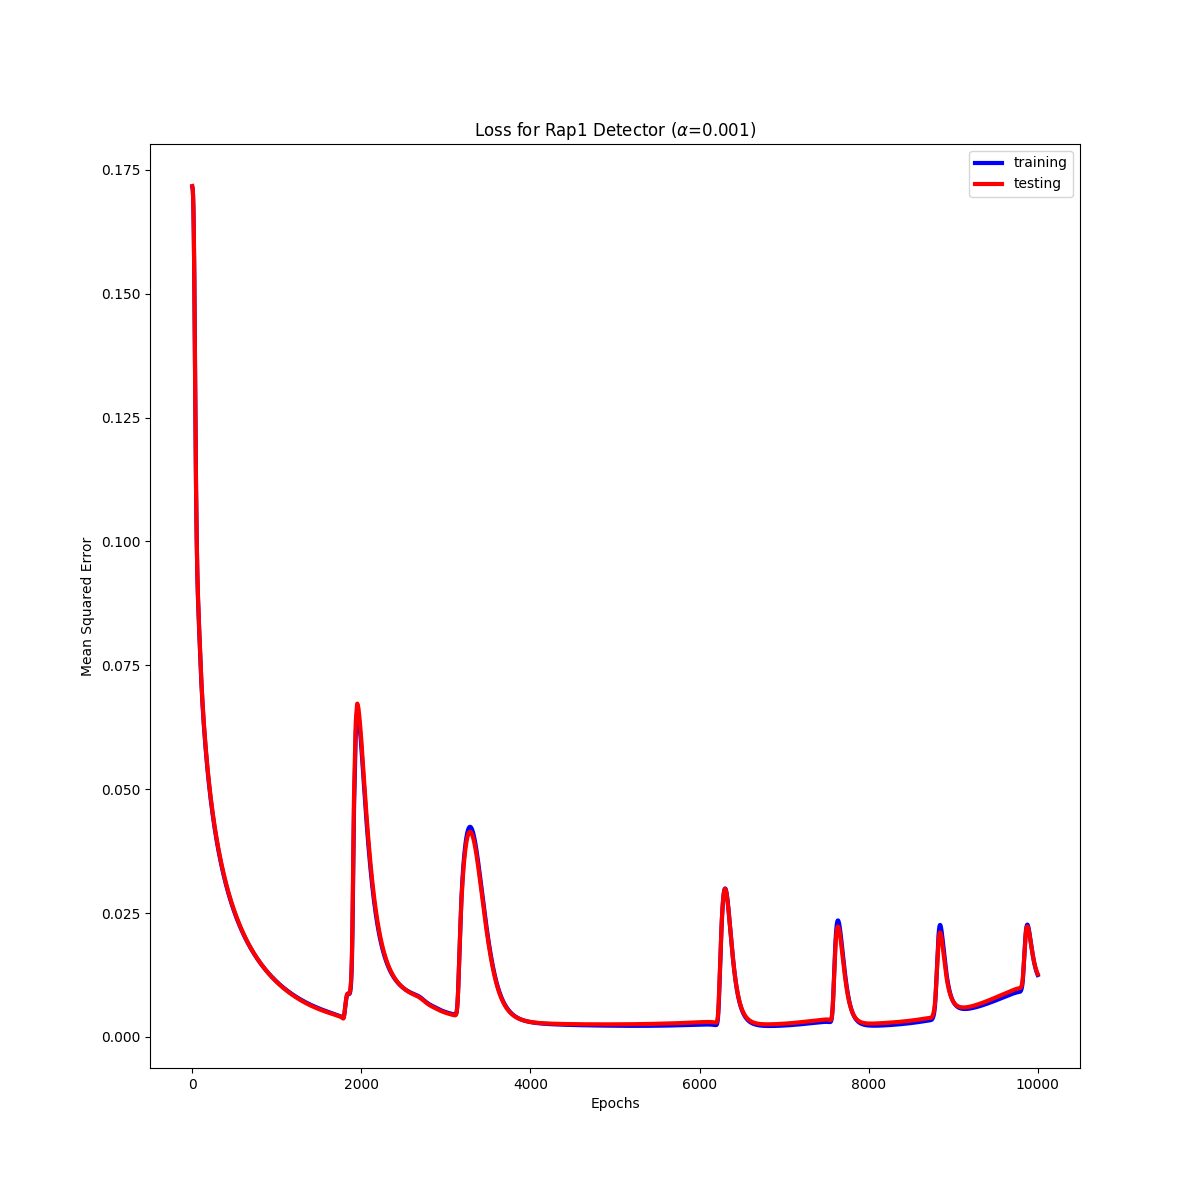 Loss for Rap1 Detector (α=0.001)
training
testing
0.175
0.150
0.125
0.100
0.075
0.050
0.025
0.000
Mean Squared Error
0 2000 4000 6000 8000 10000
Epochs